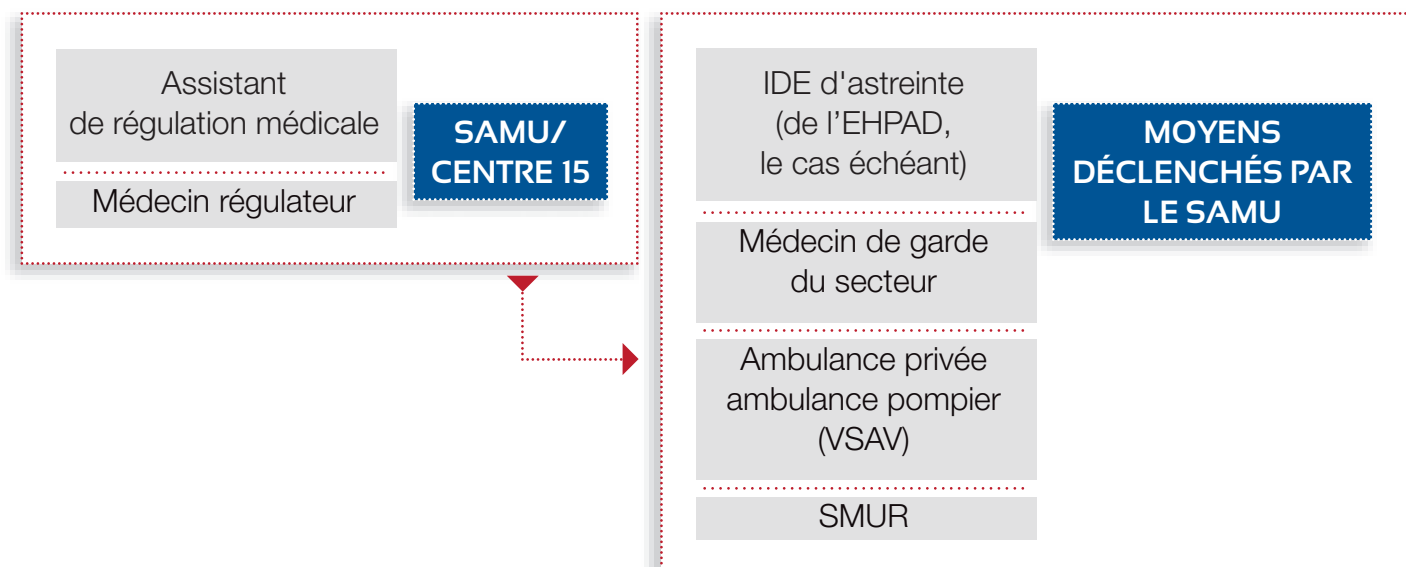 Assistant
de régulation médicale
Médecin régulateur
SAMU/
CENTRE 15
IDE d'astreinte
(de l’EHPAD,
le cas échéant)
Médecin de garde
du secteur
Ambulance privée
ambulance pompier
(VSAV)
SMUR
MOYENS
DÉCLENCHÉS PAR
LE SAMU